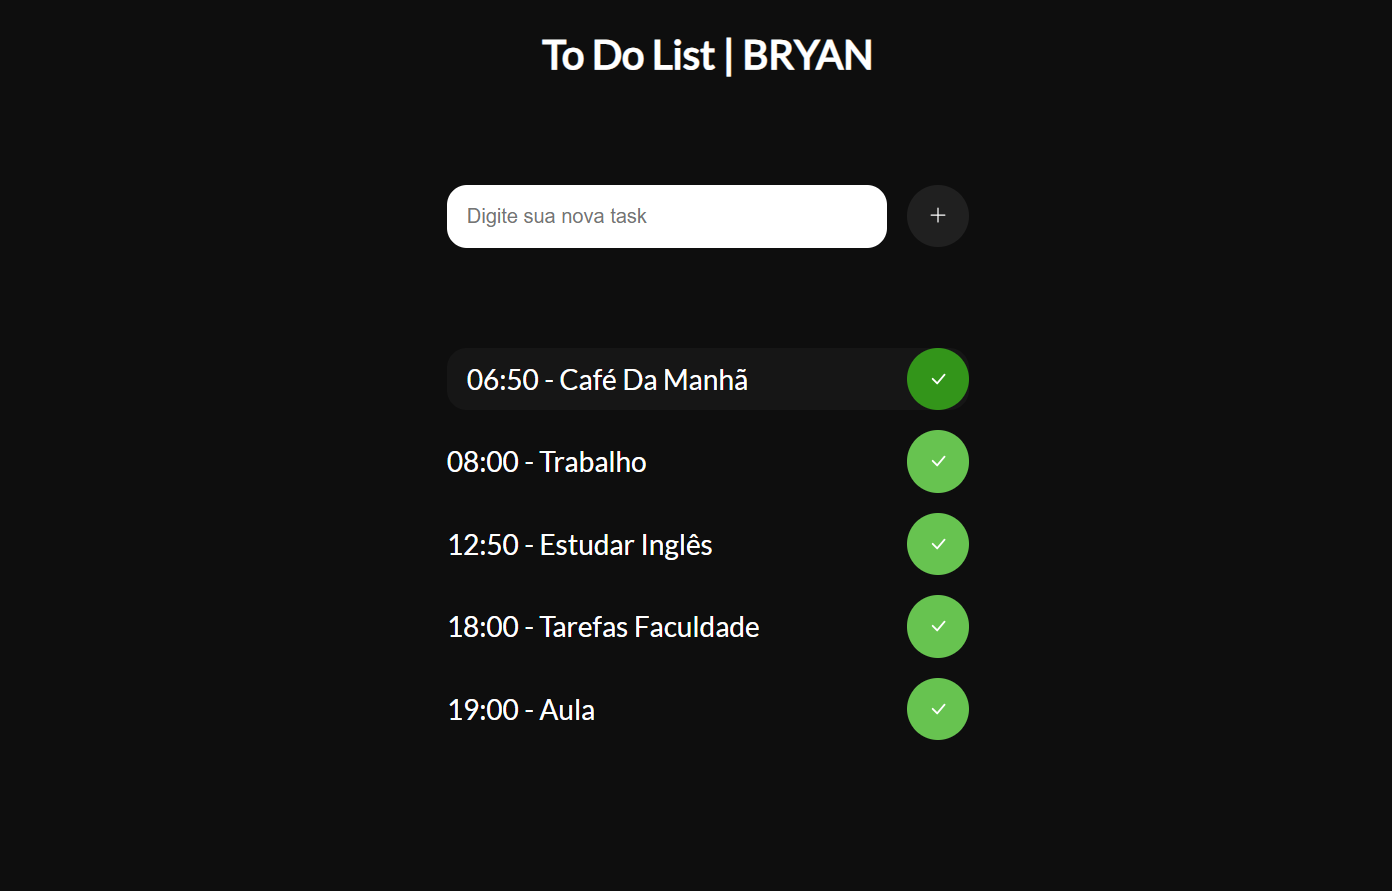 To Do List | BRYAN
Digite sua nova task
06:50 - Café Da Manhã
08:00 - Trabalho
12:50 - Estudar Inglês
18:00 - Tarefas Faculdade
19:00 - Aula